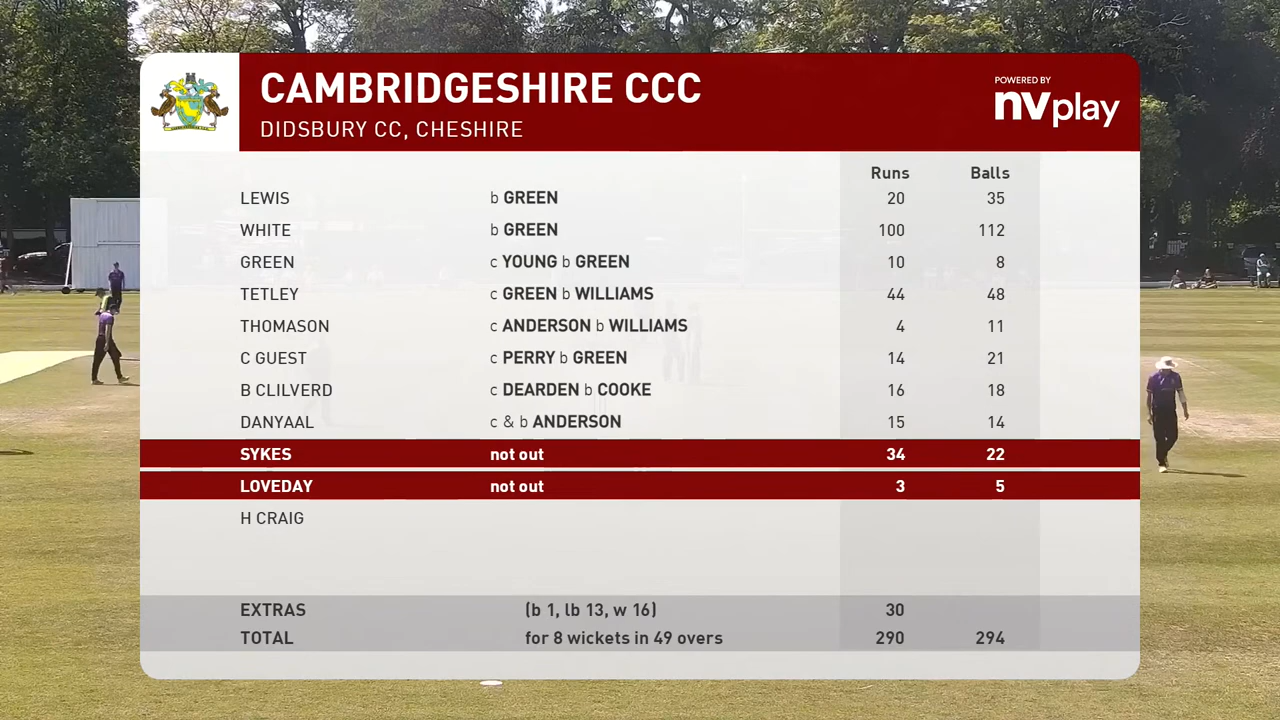 CAMBRIDGESHIRE CCC
DIDSBURY CC, CHESHIRE
POWERED BY
nvplay
Runs Balls
LEWIS b GREEN 20 35
WHITE b GREEN 100 112
GREEN c YOUNG b GREEN 10 8
TETLEY c GREEN b WILLIAMS 44 48
THOMASON c ANDERSON b WILLIAMS 4 11
C GUEST c PERRY b GREEN 14 21
B CLILVERD c DEARDEN b COOKE 16 18
DANYAAL c & b ANDERSON 15 14
SYKES not out 34 22
LOVEDAY not out 3 5
H CRAIG
EXTRAS (b 1, lb 13, w 16) 30
TOTAL for 8 wickets in 49 overs 290 294